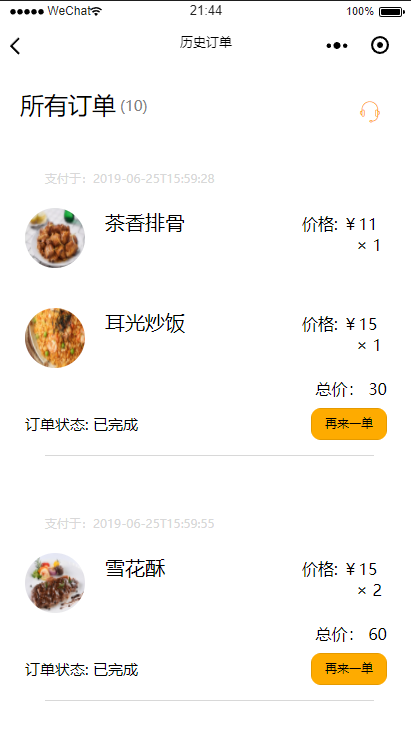 WeChat 21:44 100%
历史订单
所有订单 (10)
支付于：2019-06-25T15:59:28
茶香排骨 价格: ￥11
× 1
耳光炒饭 价格: ￥15
× 1
总价： 30
订单状态: 已完成 再来一单
支付于：2019-06-25T15:59:55
雪花酥 价格: ￥15
× 2
总价： 60
订单状态: 已完成 再来一单